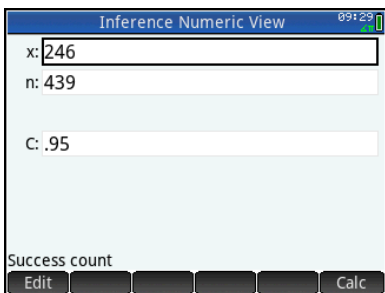 Inference Numeric View 09:29
∠π
x: 246
n: 439
C: .95
Success count
Edit Calc